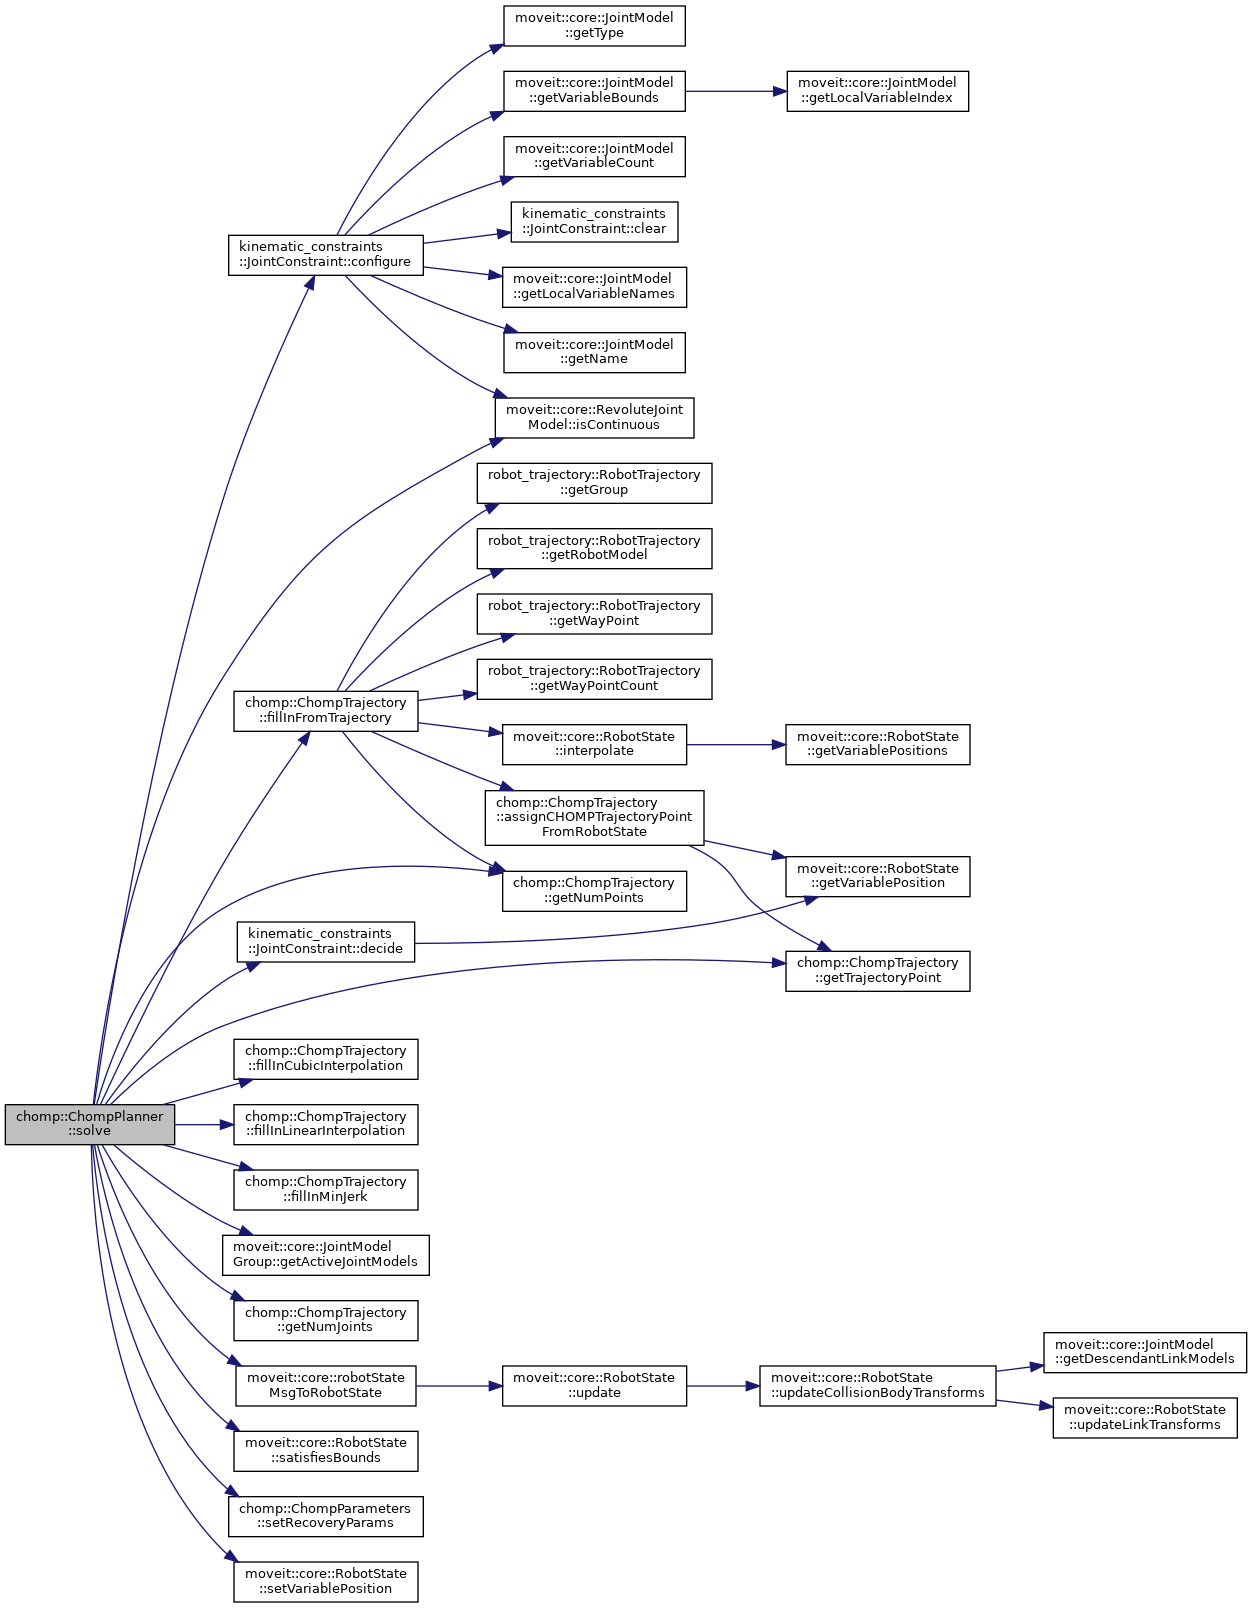 moveit::core::JointModel
::getType
moveit::core::JointModel
::getVariableBounds
moveit::core::JointModel
::getLocalVariableIndex
moveit::core::JointModel
::getVariableCount
kinematic_constraints
::JointConstraint::clear
kinematic_constraints
::JointConstraint::configure
moveit::core::JointModel
::getLocalVariableNames
moveit::core::JointModel
::getName
moveit::core::RevoluteJoint
Model::isContinuous
robot_trajectory::RobotTrajectory
::getGroup
robot_trajectory::RobotTrajectory
::getRobotModel
robot_trajectory::RobotTrajectory
::getWayPoint
robot_trajectory::RobotTrajectory
::getWayPointCount
chomp::ChompTrajectory
::fillInFromTrajectory
moveit::core::RobotState
::interpolate
moveit::core::RobotState
::getVariablePositions
chomp::ChompTrajectory
::assignCHOMPTrajectoryPoint
FromRobotState
moveit::core::RobotState
::getVariablePosition
chomp::ChompTrajectory
::getNumPoints
kinematic_constraints
::JointConstraint::decide
chomp::ChompTrajectory
::getTrajectoryPoint
chomp::ChompTrajectory
::fillInCubicInterpolation
chomp::ChompPlanner
::solve
chomp::ChompTrajectory
::fillInLinearInterpolation
chomp::ChompTrajectory
::fillInMinJerk
moveit::core::JointModel
Group::getActiveJointModels
chomp::ChompTrajectory
::getNumJoints
moveit::core::robotState
MsgToRobotState
moveit::core::RobotState
::update
moveit::core::RobotState
::updateCollisionBodyTransforms
moveit::core::JointModel
::getDescendantLinkModels
moveit::core::RobotState
::updateLinkTransforms
moveit::core::RobotState
::satisfiesBounds
chomp::ChompParameters
::setRecoveryParams
moveit::core::RobotState
::setVariablePosition